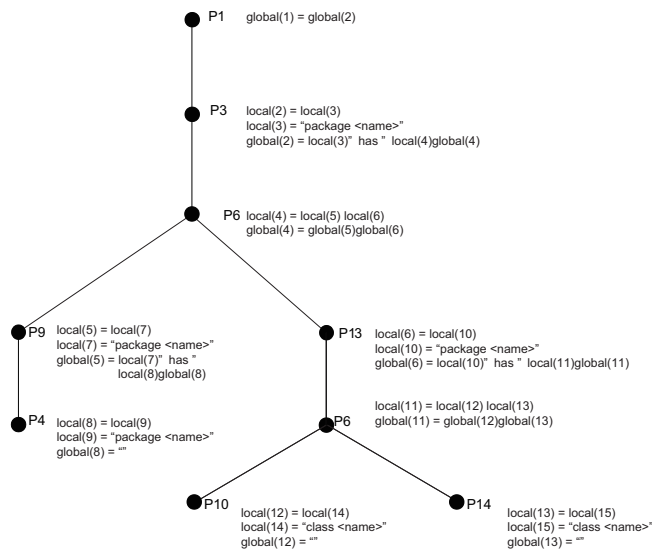 P1 global(1) = global(2)
P3 local(2) = local(3)
local(3) = “package <name>”
global(2) = local(3)” has ” local(4)global(4)
P6 local(4) = local(5) local(6)
global(4) = global(5)global(6)
P9 local(5) = local(7)
local(7) = “package <name>”
global(5) = local(7)” has ”
local(8)global(8)
P13 local(6) = local(10)
local(10) = “package <name>”
global(6) = local(10)” has ” local(11)global(11)
P4 local(8) = local(9)
local(9) = “package <name>”
global(8) = “”
P6 local(11) = local(12) local(13)
global(11) = global(12)global(13)
P10 local(12) = local(14)
local(14) = “class <name>”
global(12) = “”
P14 local(13) = local(15)
local(15) = “class <name>”
global(13) = “”